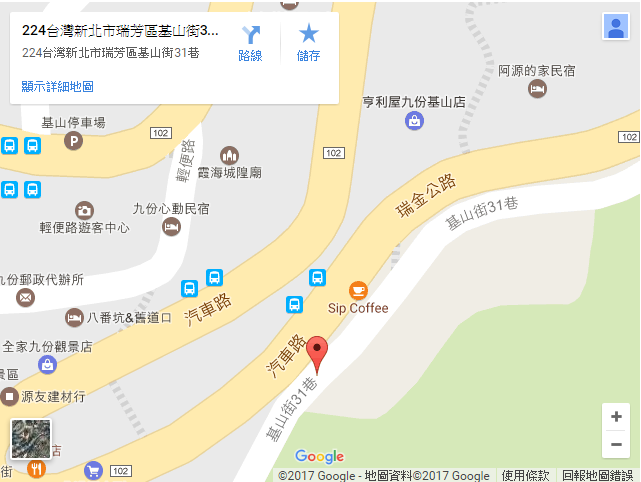 224台灣新北市瑞芳區基山街3...
224台灣新北市瑞芳區基山街31巷
路線
儲存
顯示詳細地圖
阿源的家民宿
亨利屋九份基山店
基山停車場
102
102
102
P
輕便路
霞海城隍廟
瑞金公路
基山街31巷
九份心動民宿
輕便路遊客中心
九份郵政代辦所
汽車路
Sip Coffee
八番坑&舊道口
全家九份觀景店
汽車路
景區
源友建材行
基山街31巷
店
街
102
Google
+
−
©2017 Google - 地圖資料©2017 Google
使用條款
回報地圖錯誤